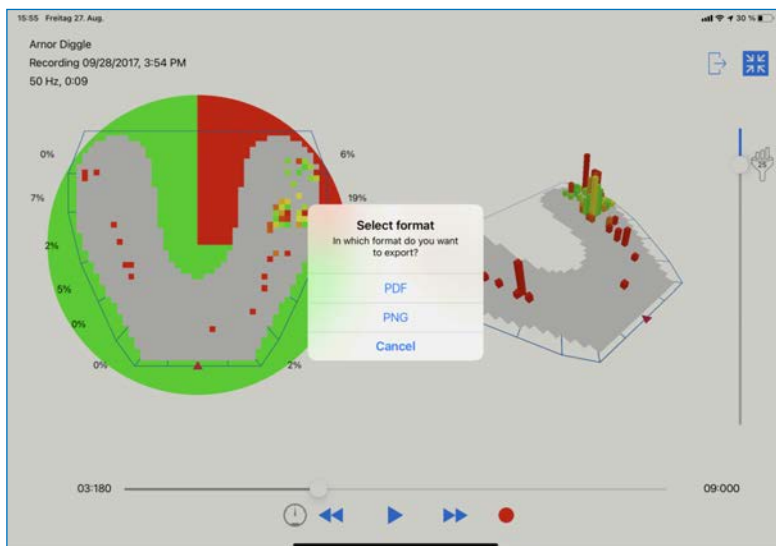 15:55 Freitag 27. Aug.
30 %
Arnor Diggle
Recording 09/28/2017, 3:54 PM
50 Hz, 0:09
0%
6%
7%
19%
25
2%
5%
0%
0%
2%
Select format
In which format do you want
to export?
PDF
PNG
Cancel
03:180
09:000